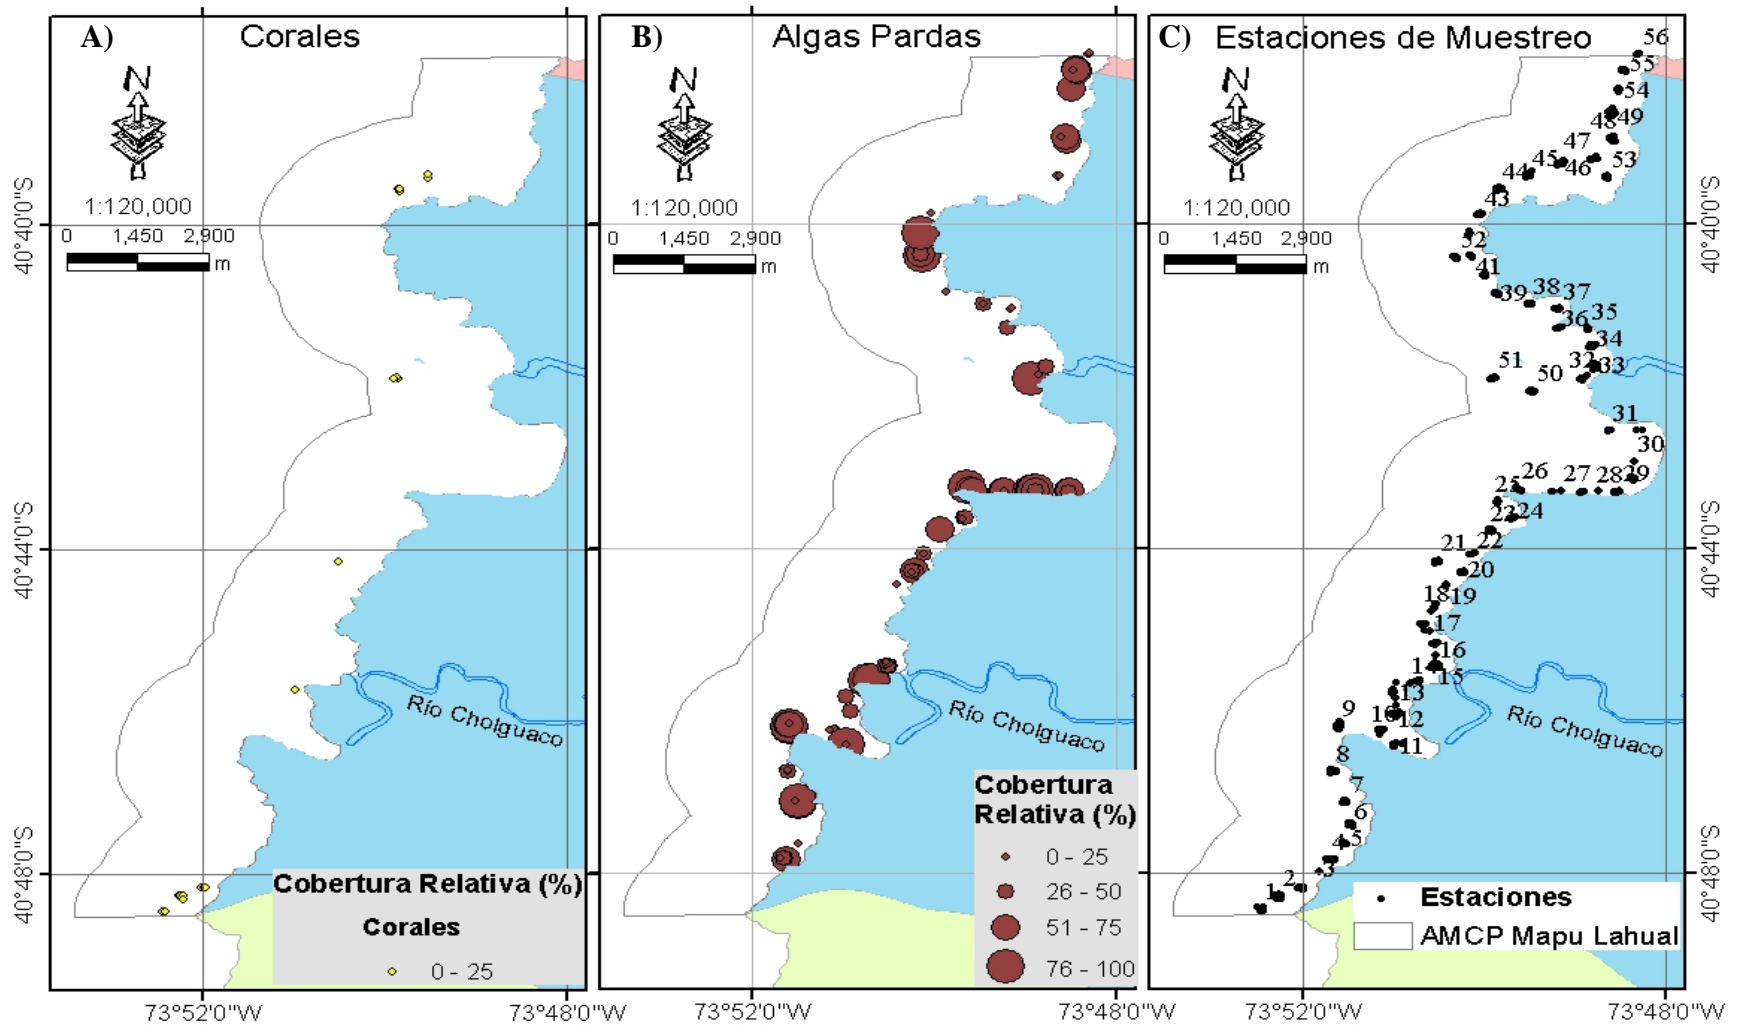 A)
Corales
N
1:120,000
0 1,450 2,900
m
Cobertura Relativa (%)
Corales
0 - 25
Río Cholguaco
40°40'0"S
40°44'0"S
40°48'0"S
73°52'0"W
73°48'0"W
B)
Algas Pardas
N
1:120,000
0 1,450 2,900
m
Río Cholguaco
Cobertura
Relativa (%)
0 - 25
26 - 50
51 - 75
76 - 100
73°52'0"W
73°48'0"W
C)
Estaciones de Muestreo
N
1:120,000
0 1,450 2,900
m
56
55
54
48 49
47
45 46 53
44
43
52
41
39 38 37
36 35
34
51 50 32 33
31
30
26 27 28 29
25
23 24
21 22
20
18 19
17
16
14 15
13
9 10 12
11
8
7
6
4 5
3
2
1
Río Cholguaco
Estaciones
AMCP Mapu Lahual
40°40'0"S
40°44'0"S
40°48'0"S
73°52'0"W
73°48'0"W